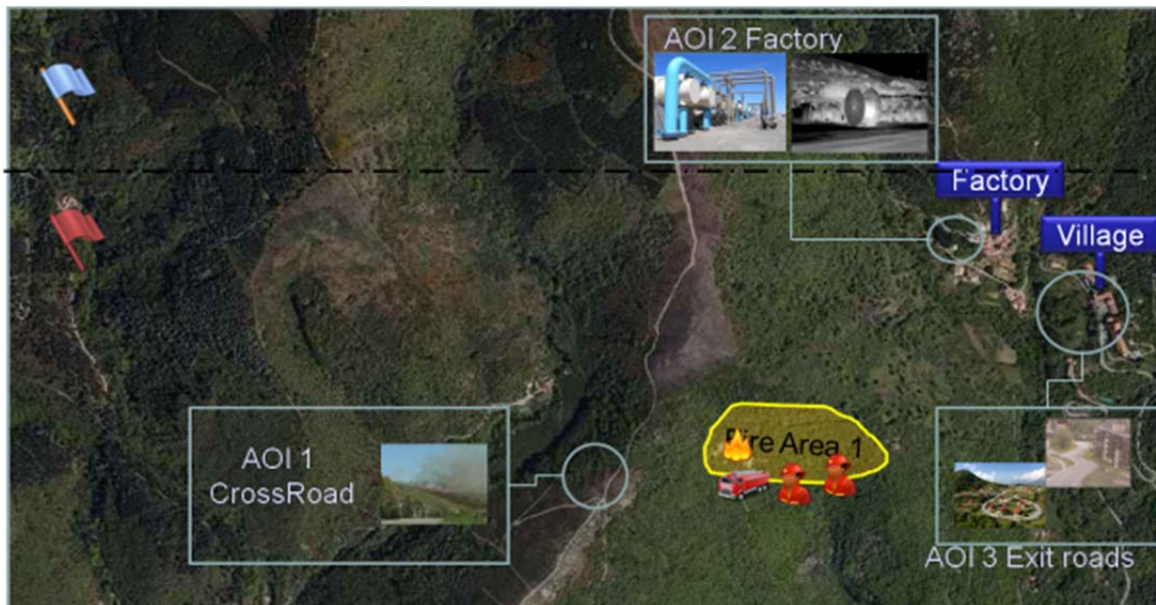 AOI 2 Factory
Factory
Village
Fire Area 1
AOI 1
CrossRoad
AOI 3 Exit roads